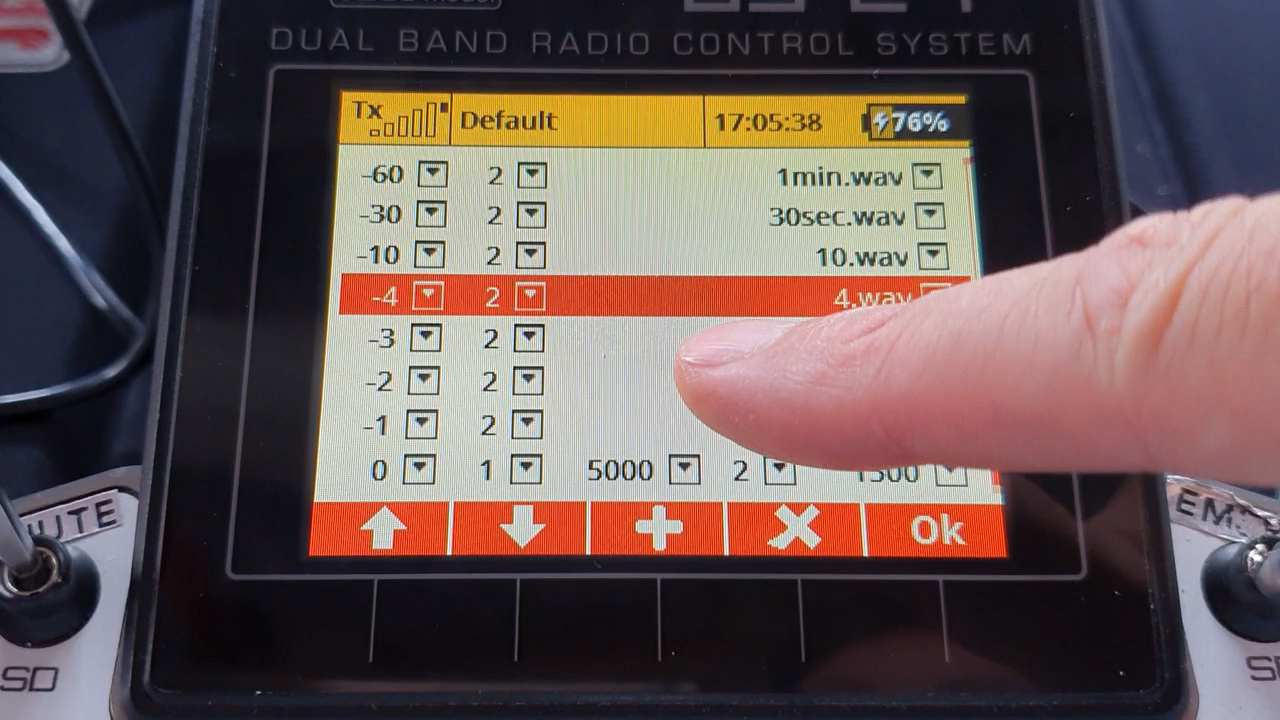 DUAL BAND RADIO CONTROL SYSTEM
Tx Default 17:05:38 76%
-60 2 1min.wav
-30 2 30sec.wav
-10 2 10.wav
-4 2 4.wav
-3 2
-2 2
-1 2
0 1 5000 2 1500
Ok
SD